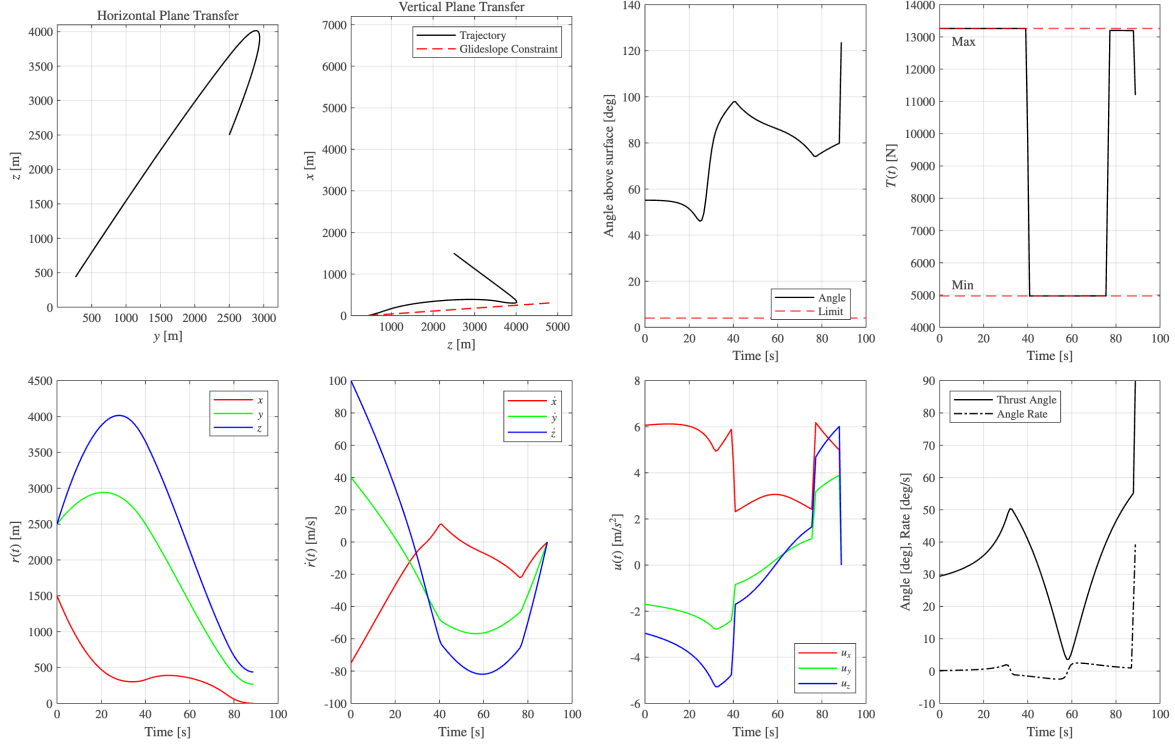 Horizontal Plane Transfer
4000
3500
3000
2500
2000
1500
1000
500
0
z [m]
500 1000 1500 2000 2500 3000
y [m]
Vertical Plane Transfer
Trajectory
Glideslope Constraint
7000
6000
5000
4000
3000
2000
1000
0
x [m]
1000 2000 3000 4000 5000
z [m]
140
120
100
80
60
40
20
0
Angle above surface [deg]
Angle
Limit
0 20 40 60 80 100
Time [s]
14000
13000
12000
11000
10000
9000
8000
7000
6000
5000
4000
T(t) [N]
Max
Min
0 20 40 60 80 100
Time [s]
4500
4000
3500
3000
2500
2000
1500
1000
500
0
r(t) [m]
x
y
z
0 20 40 60 80 100
Time [s]
100
80
60
40
20
0
-20
-40
-60
-80
-100
ṙ(t) [m/s]
ẋ
ẏ
ż
0 20 40 60 80 100
Time [s]
8
6
4
2
0
-2
-4
-6
u(t) [m/s²]
uₓ
u_y
u_z
0 20 40 60 80 100
Time [s]
90
80
70
60
50
40
30
20
10
0
-10
Angle [deg], Rate [deg/s]
Thrust Angle
Angle Rate
0 20 40 60 80 100
Time [s]